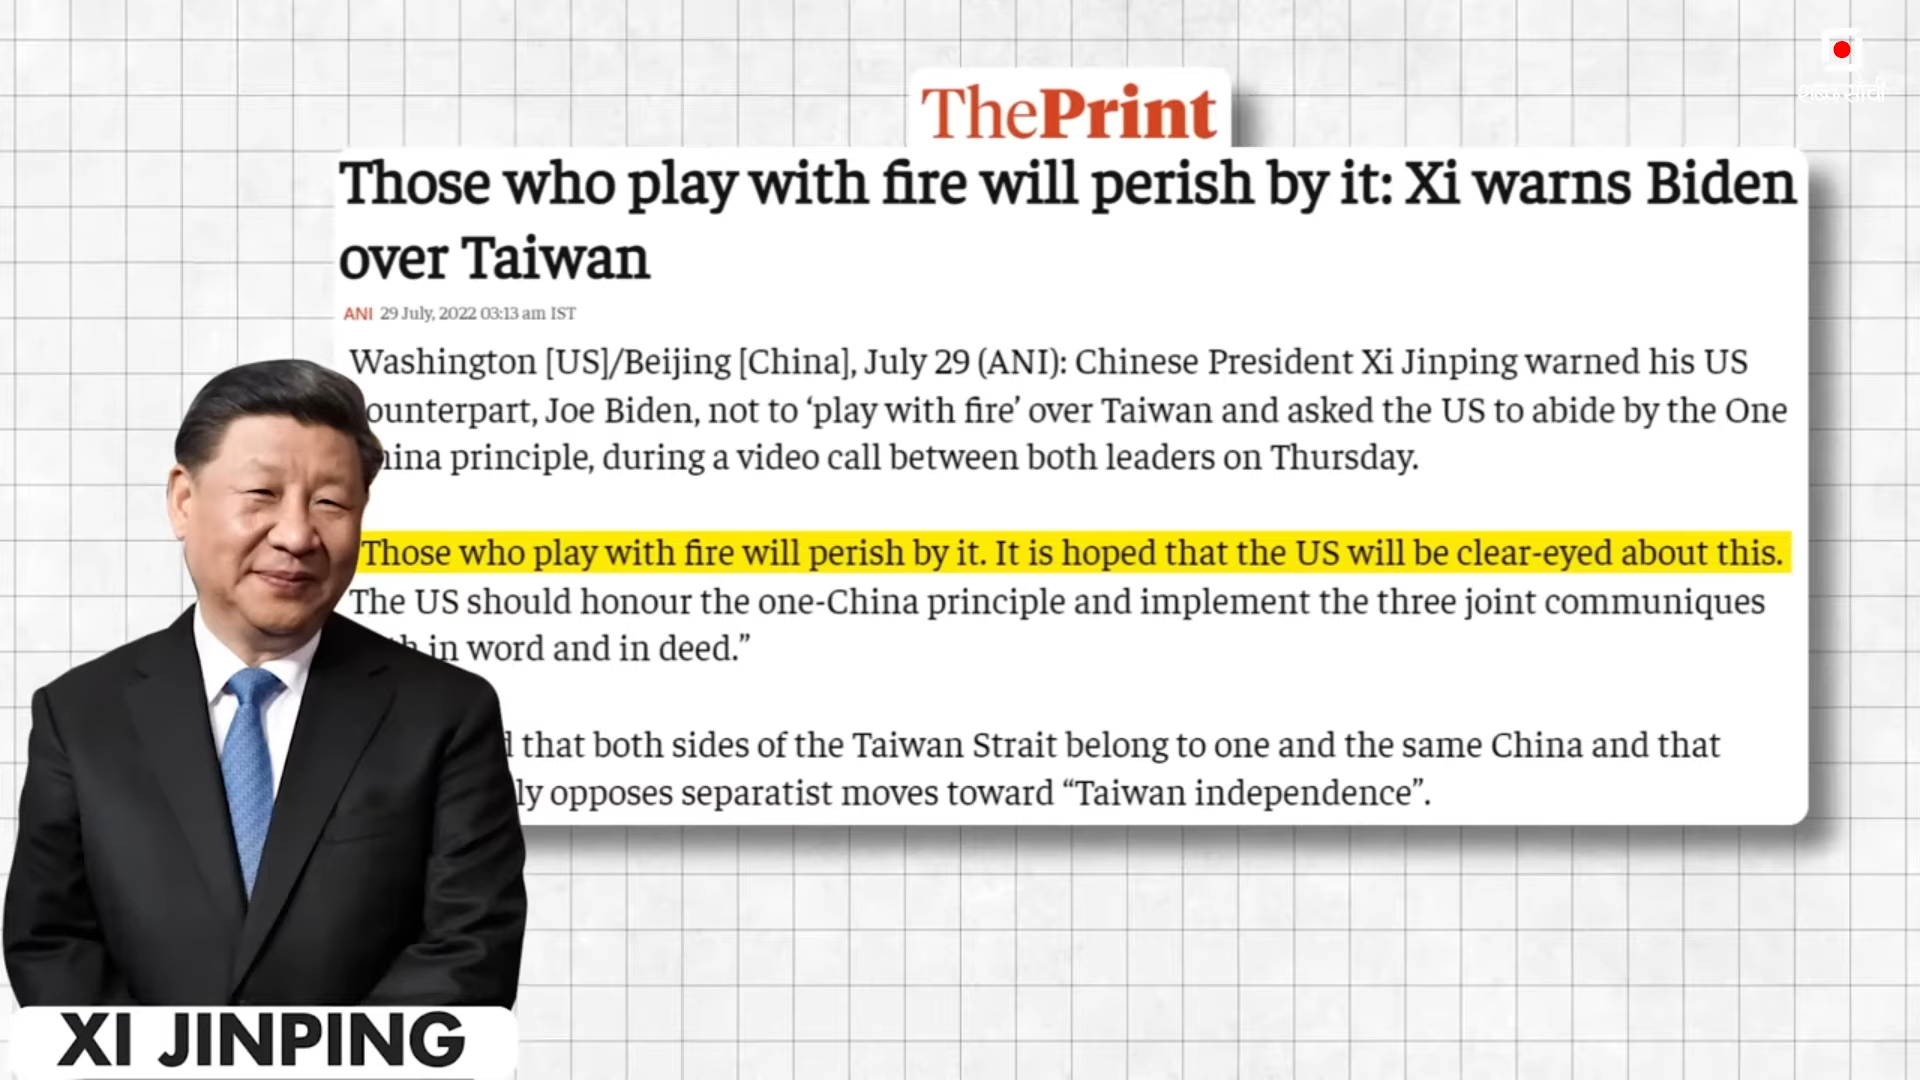 शब्द सांची
ThePrint
Those who play with fire will perish by it: Xi warns Biden
over Taiwan
ANI 29 July, 2022 03:13 am IST
Washington [US]/Beijing [China], July 29 (ANI): Chinese President Xi Jinping warned his US
ounterpart, Joe Biden, not to ‘play with fire’ over Taiwan and asked the US to abide by the One
ina principle, during a video call between both leaders on Thursday.
Those who play with fire will perish by it. It is hoped that the US will be clear-eyed about this.
The US should honour the one-China principle and implement the three joint communiques
in word and in deed.”
that both sides of the Taiwan Strait belong to one and the same China and that
ly opposes separatist moves toward “Taiwan independence”.
XI JINPING